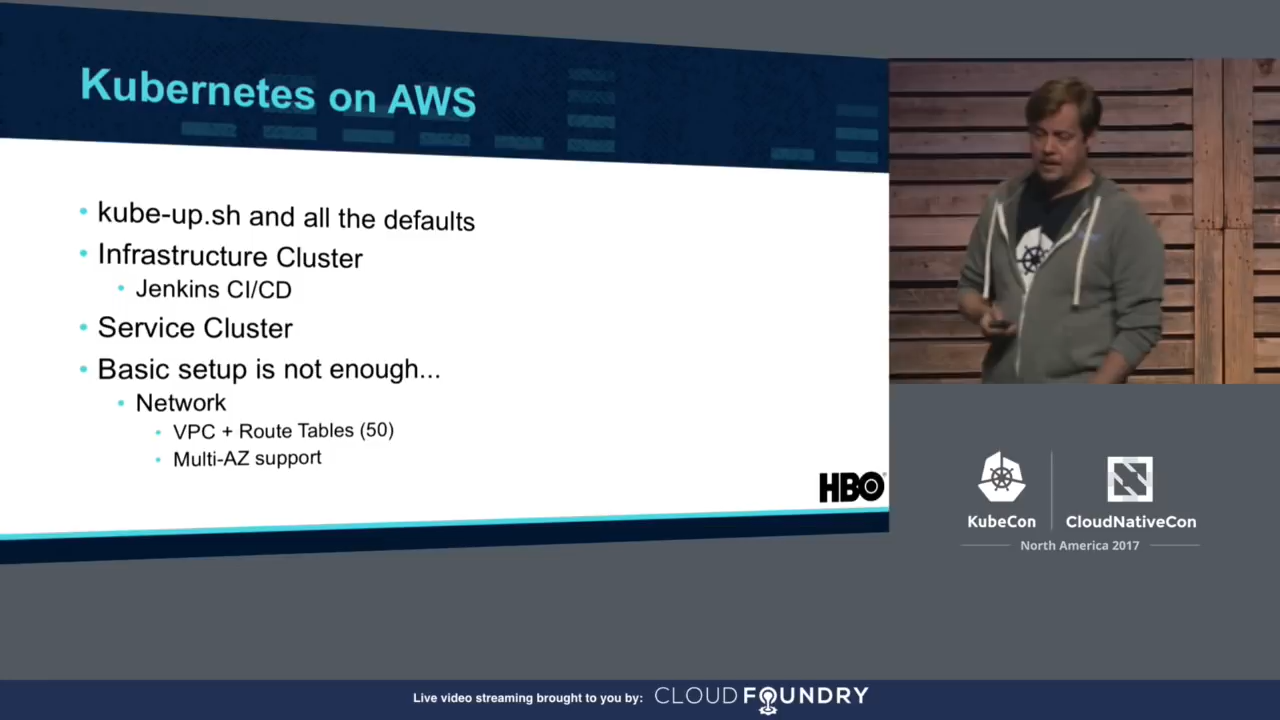 Kubernetes on AWS
kube-up.sh and all the defaults
Infrastructure Cluster
Jenkins CI/CD
Service Cluster
Basic setup is not enough...
Network
VPC + Route Tables (50)
Multi-AZ support
HBO
KubeCon
CloudNativeCon
North America 2017
Live video streaming brought to you by: CLOUD FOUNDRY